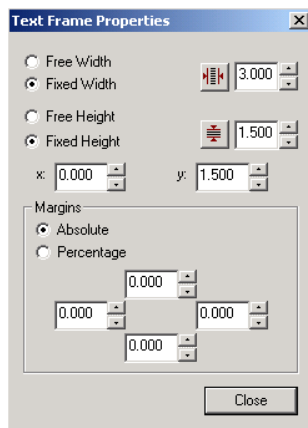 Text Frame Properties
Free Width
Fixed Width
3.000
Free Height
Fixed Height
1.500
x: 0.000 y: 1.500
Margins
Absolute
Percentage
0.000
0.000 0.000
0.000
Close